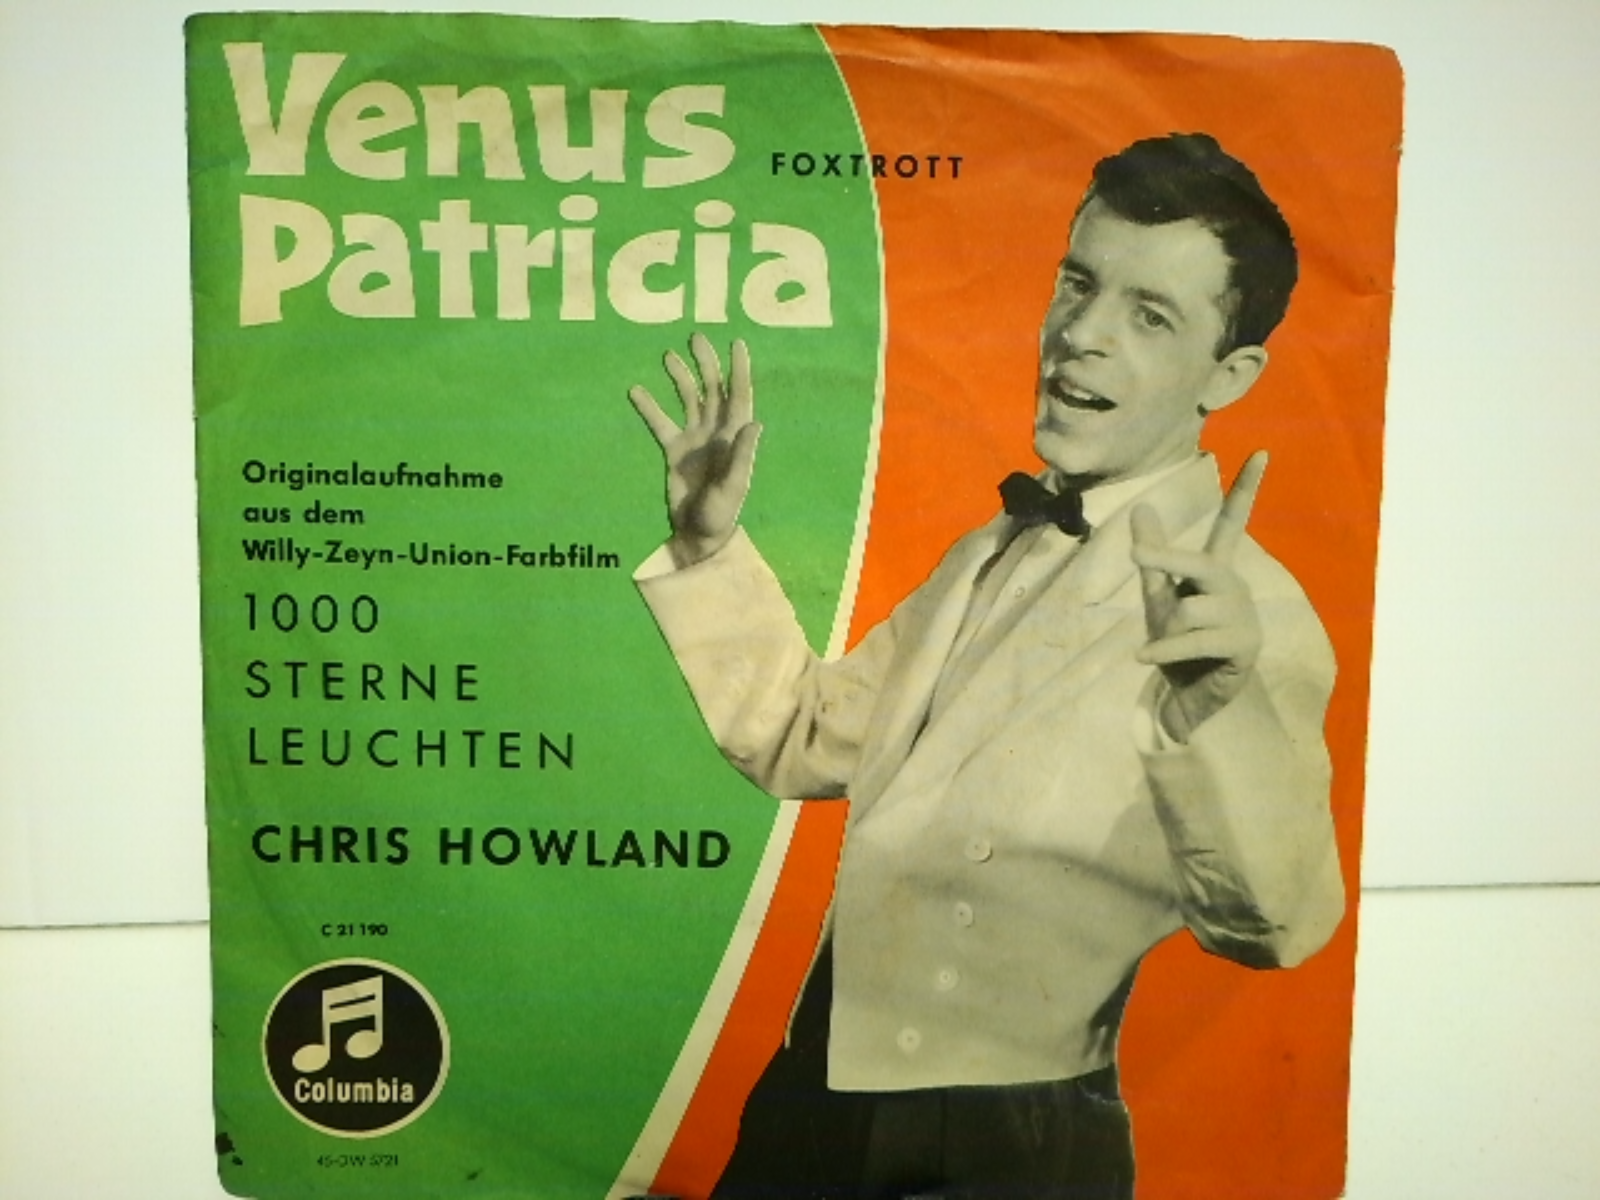 Venus
FOXTROTT
Patricia
Originalaufnahme
aus dem
Willy-Zeyn-Union-Farbfilm
1000
STERNE
LEUCHTEN
CHRIS HOWLAND
C 21 190
Columbia
45-DW 5721